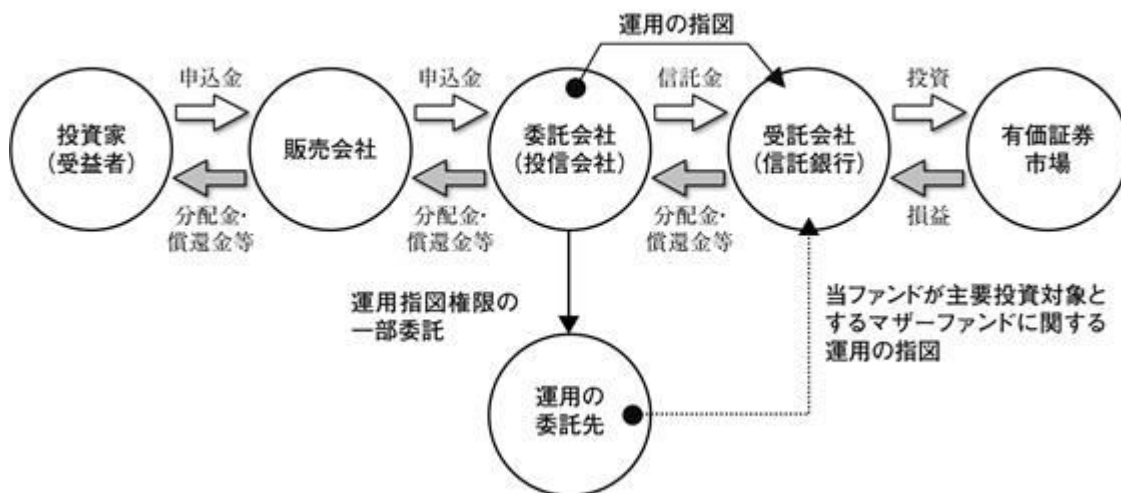 運用の指図
申込金
申込金
信託金
投資
投資家
(受益者)
販売会社
委託会社
(投信会社)
受託会社
(信託銀行)
有価証券
市場
分配金・
償還金等
分配金・
償還金等
分配金・
償還金等
損益
運用指図権限の
一部委託
当ファンドが主要投資対象と
するマザーファンドに関する
運用の指図
運用の
委託先